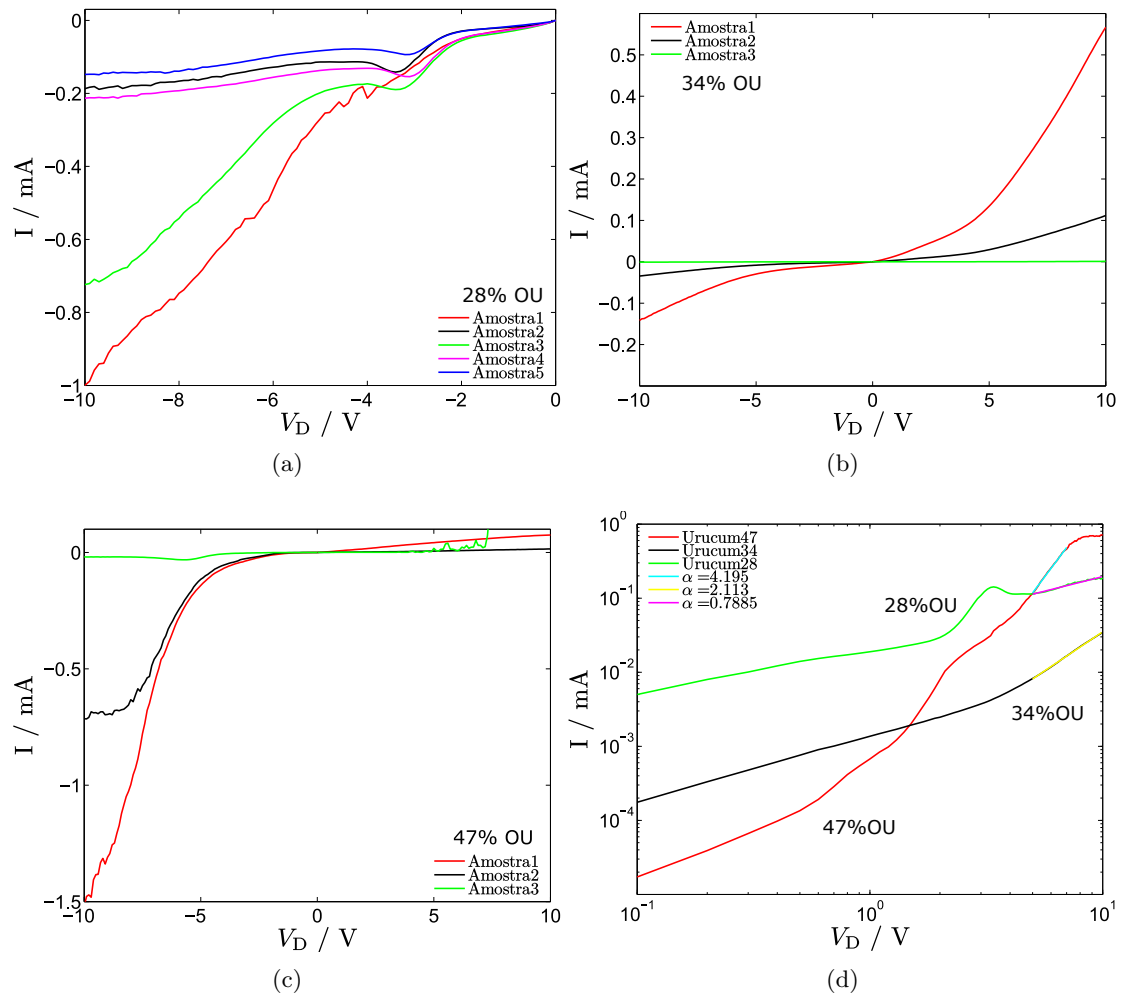 0
−0.2
−0.4
−0.6
−0.8
−1
I / mA
28% OU
Amostra1
Amostra2
Amostra3
Amostra4
Amostra5
−10 −8 −6 −4 −2 0
V_D / V
(a)
Amostra1
Amostra2
Amostra3
34% OU
0.5
0.4
0.3
0.2
0.1
0
−0.1
−0.2
I / mA
−10 −5 0 5 10
V_D / V
(b)
0
−0.5
−1
−1.5
I / mA
47% OU
Amostra1
Amostra2
Amostra3
−10 −5 0 5 10
V_D / V
(c)
10^0
10^−1
10^−2
10^−3
10^−4
I / mA
Urucum47
Urucum34
Urucum28
α =4.195
α =2.113
α =0.7885
28%OU
34%OU
47%OU
10^−1 10^0 10^1
V_D / V
(d)